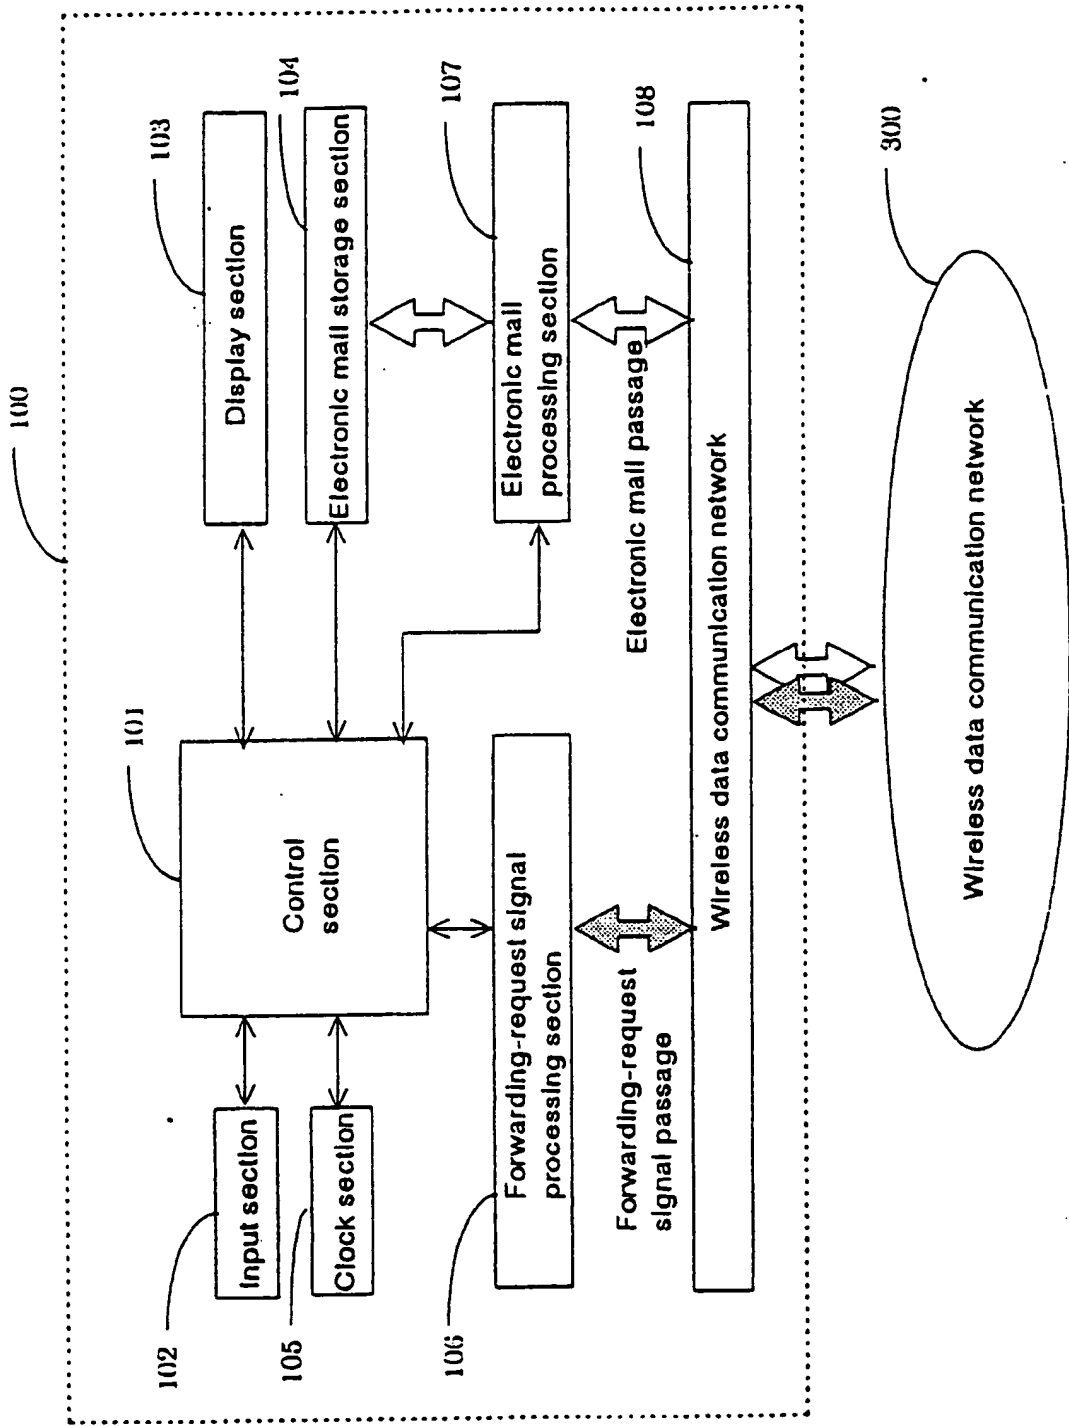 100
101
103
Display section
104
Electronic mail storage section
Control
section
102
Input section
105
Clock section
107
Electronic mail
processing section
106
Forwarding-request signal
processing section
Electronic mail passage
Forwarding-request
signal passage
108
Wireless data communication network
300
Wireless data communication network